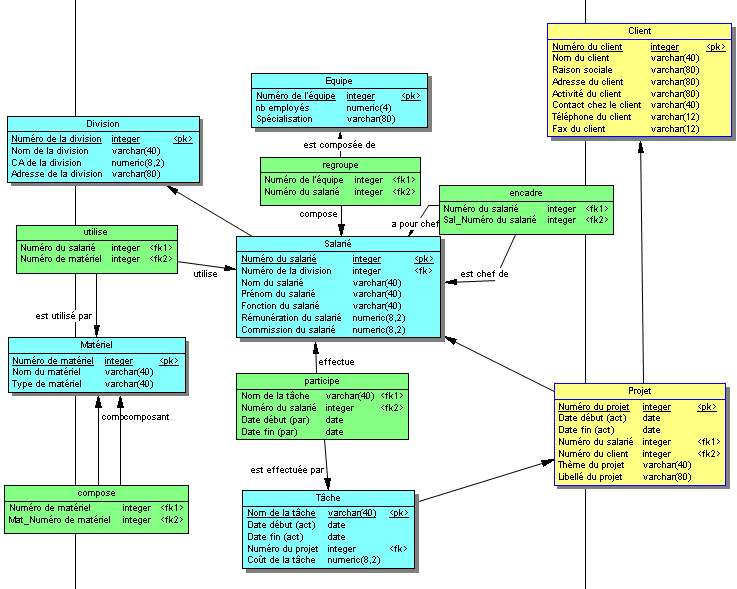 Client
Numéro du client integer <pk>
Nom du client varchar(40)
Raison sociale varchar(80)
Adresse du client varchar(80)
Activité du client varchar(80)
Contact chez le client varchar(40)
Téléphone du client varchar(12)
Fax du client varchar(12)
Equipe
Numéro de l'équipe integer <pk>
nb employés numeric(4)
Spécialisation varchar(80)
Division
Numéro de la division integer <pk>
Nom de la division varchar(40)
CA de la division numeric(8,2)
Adresse de la division varchar(80)
est composée de
regroupe
Numéro de l'équipe integer <fk1>
Numéro du salarié integer <fk2>
compose
encadre
Numéro du salarié integer <fk1>
Sal_Numéro du salarié integer <fk2>
a pour chef
est chef de
utilise
Numéro du salarié integer <fk1>
Numéro de matériel integer <fk2>
utilise
est utilisé par
Salarié
Numéro du salarié integer <pk>
Numéro de la division integer <fk>
Nom du salarié varchar(40)
Prénom du salarié varchar(40)
Fonction du salarié varchar(40)
Rémunération du salarié numeric(8,2)
Commission du salarié numeric(8,2)
Matériel
Numéro de matériel integer <pk>
Nom du matériel varchar(40)
Type de matériel varchar(40)
effectue
participe
Nom de la tâche varchar(40) <fk1>
Numéro du salarié integer <fk2>
Date début (par) date
Date fin (par) date
Projet
Numéro du projet integer <pk>
Date début (act) date
Date fin (act) date
Numéro du salarié integer <fk1>
Numéro du client integer <fk2>
Thème du projet varchar(40)
Libellé du projet varchar(80)
composant
est effectuée par
compose
Numéro de matériel integer <fk1>
Mat_Numéro de matériel integer <fk2>
Tâche
Nom de la tâche varchar(40) <pk>
Date début (act) date
Date fin (act) date
Numéro du projet integer <fk>
Coût de la tâche numeric(8,2)